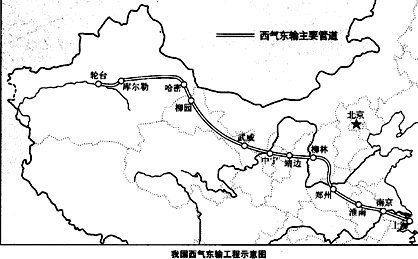 西气东输主要管道
轮台
库尔勒
哈密
柳园
北京
武威
中宁
靖边
柳林
郑州
淮南
南京
上海
我国西气东输工程示意图